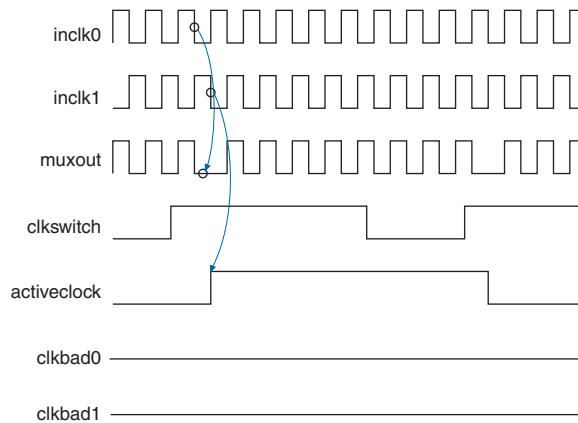 inclk0
inclk1
muxout
clkswitch
activeclock
clkbad0
clkbad1